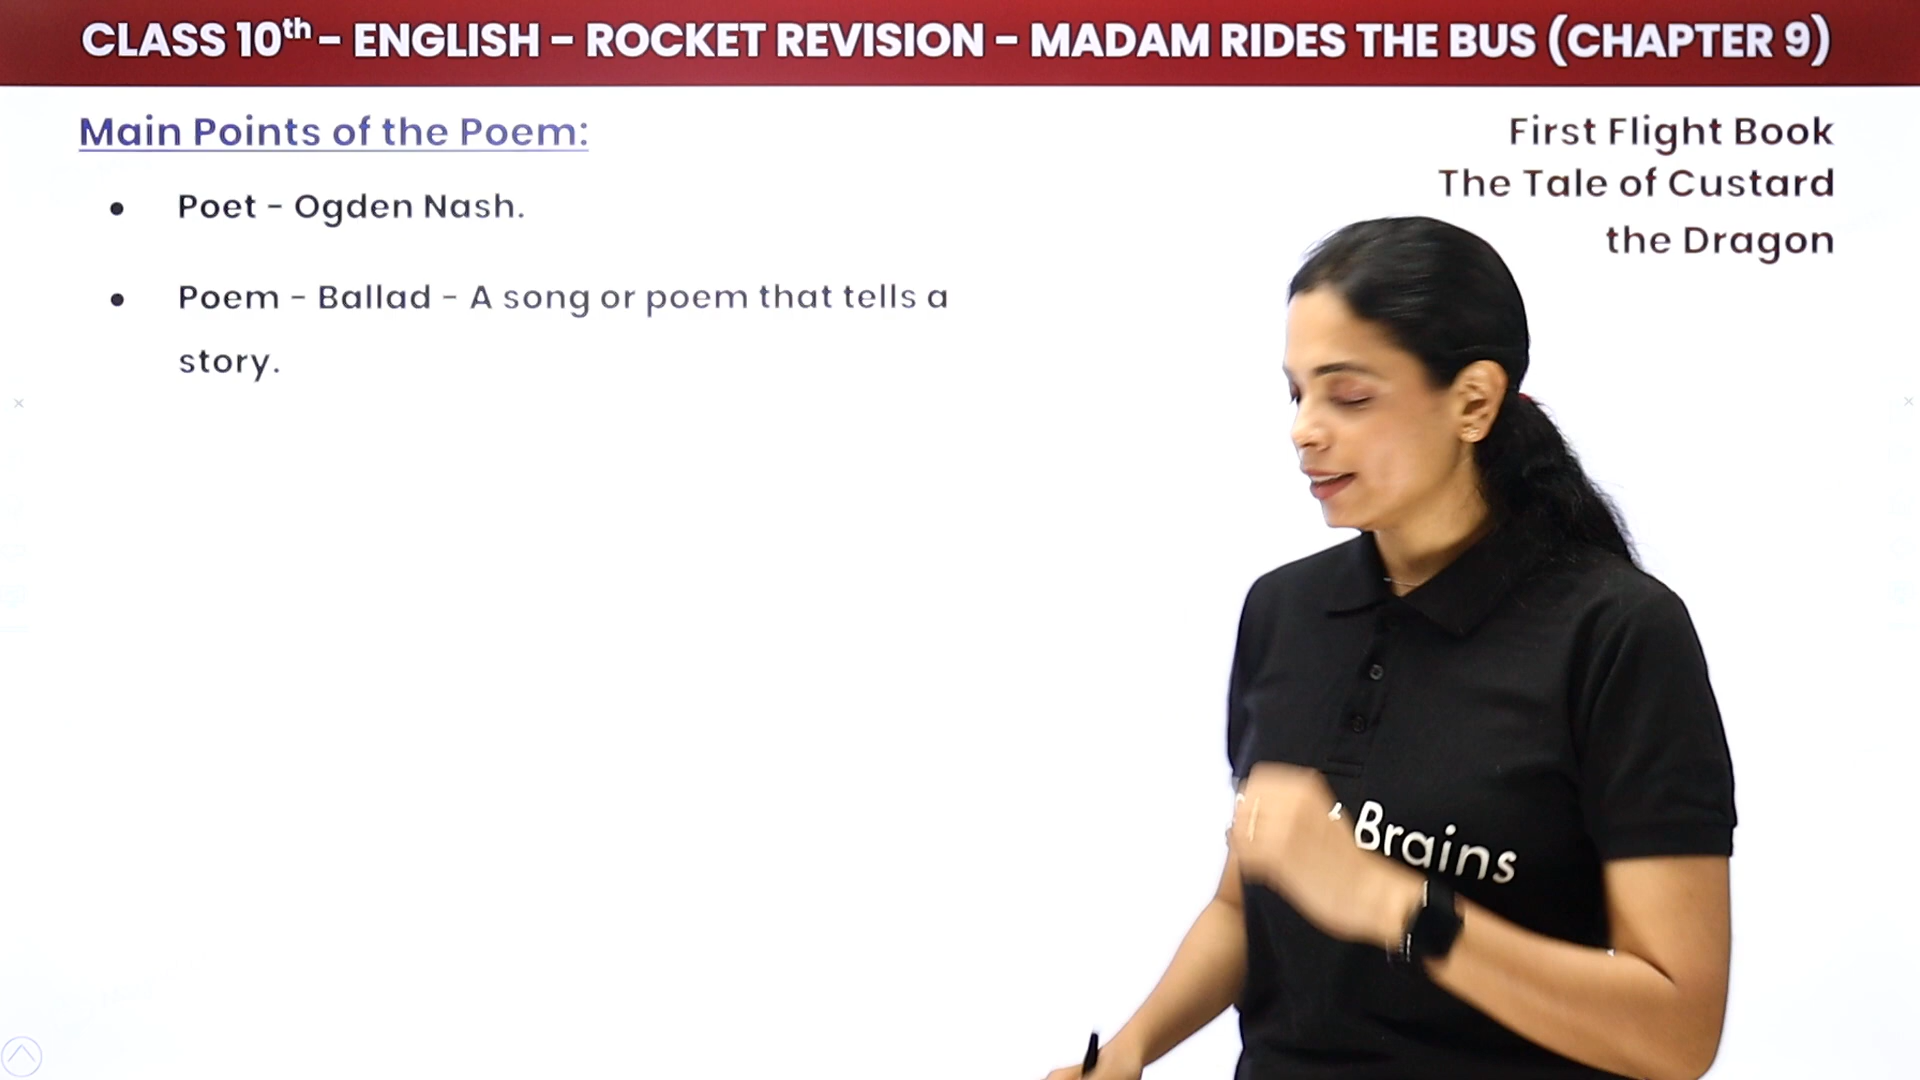 CLASS 10th - ENGLISH - ROCKET REVISION - MADAM RIDES THE BUS (CHAPTER 9)
Main Points of the Poem:
First Flight Book
The Tale of Custard
the Dragon
• Poet - Ogden Nash.
• Poem - Ballad - A song or poem that tells a
story.
Brains